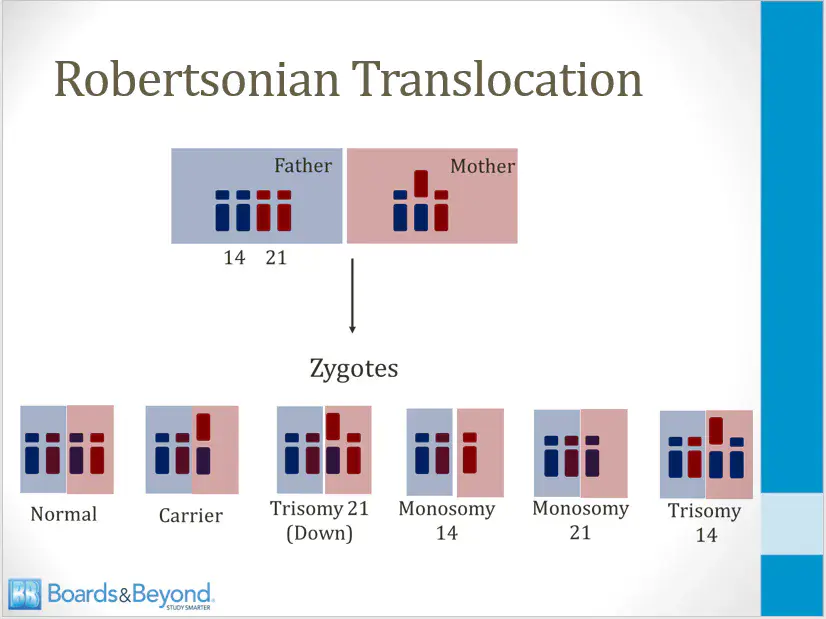 Robertsonian Translocation
Father
Mother
14 21
Zygotes
Normal
Carrier
Trisomy 21
(Down)
Monosomy
14
Monosomy
21
Trisomy
14
BB Boards&Beyond.
STUDY SMARTER